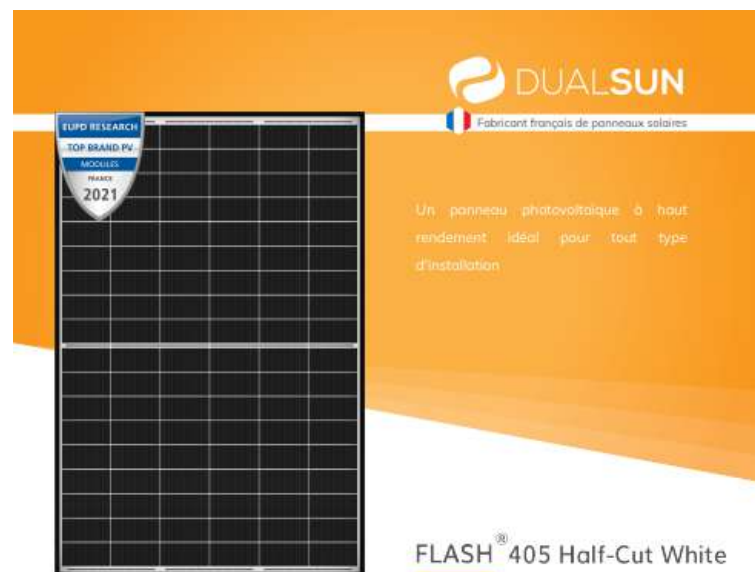 DUALSUN
Fabricant français de panneaux solaires
EUPD RESEARCH
TOP BRAND PV
MODULES
FRANCE
2021
Un panneau photovoltaïque à haut
rendement idéal pour tout type
d'installation
FLASH® 405 Half-Cut White